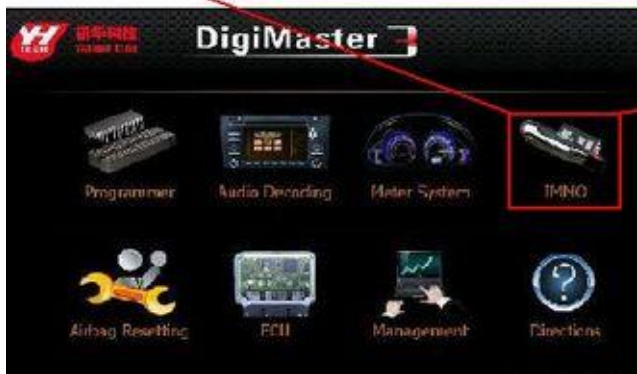 DigiMaster 3
Programmer
Audio Decoding
Meter System
IMMO
Airbag Resetting
ECU
Management
Directions